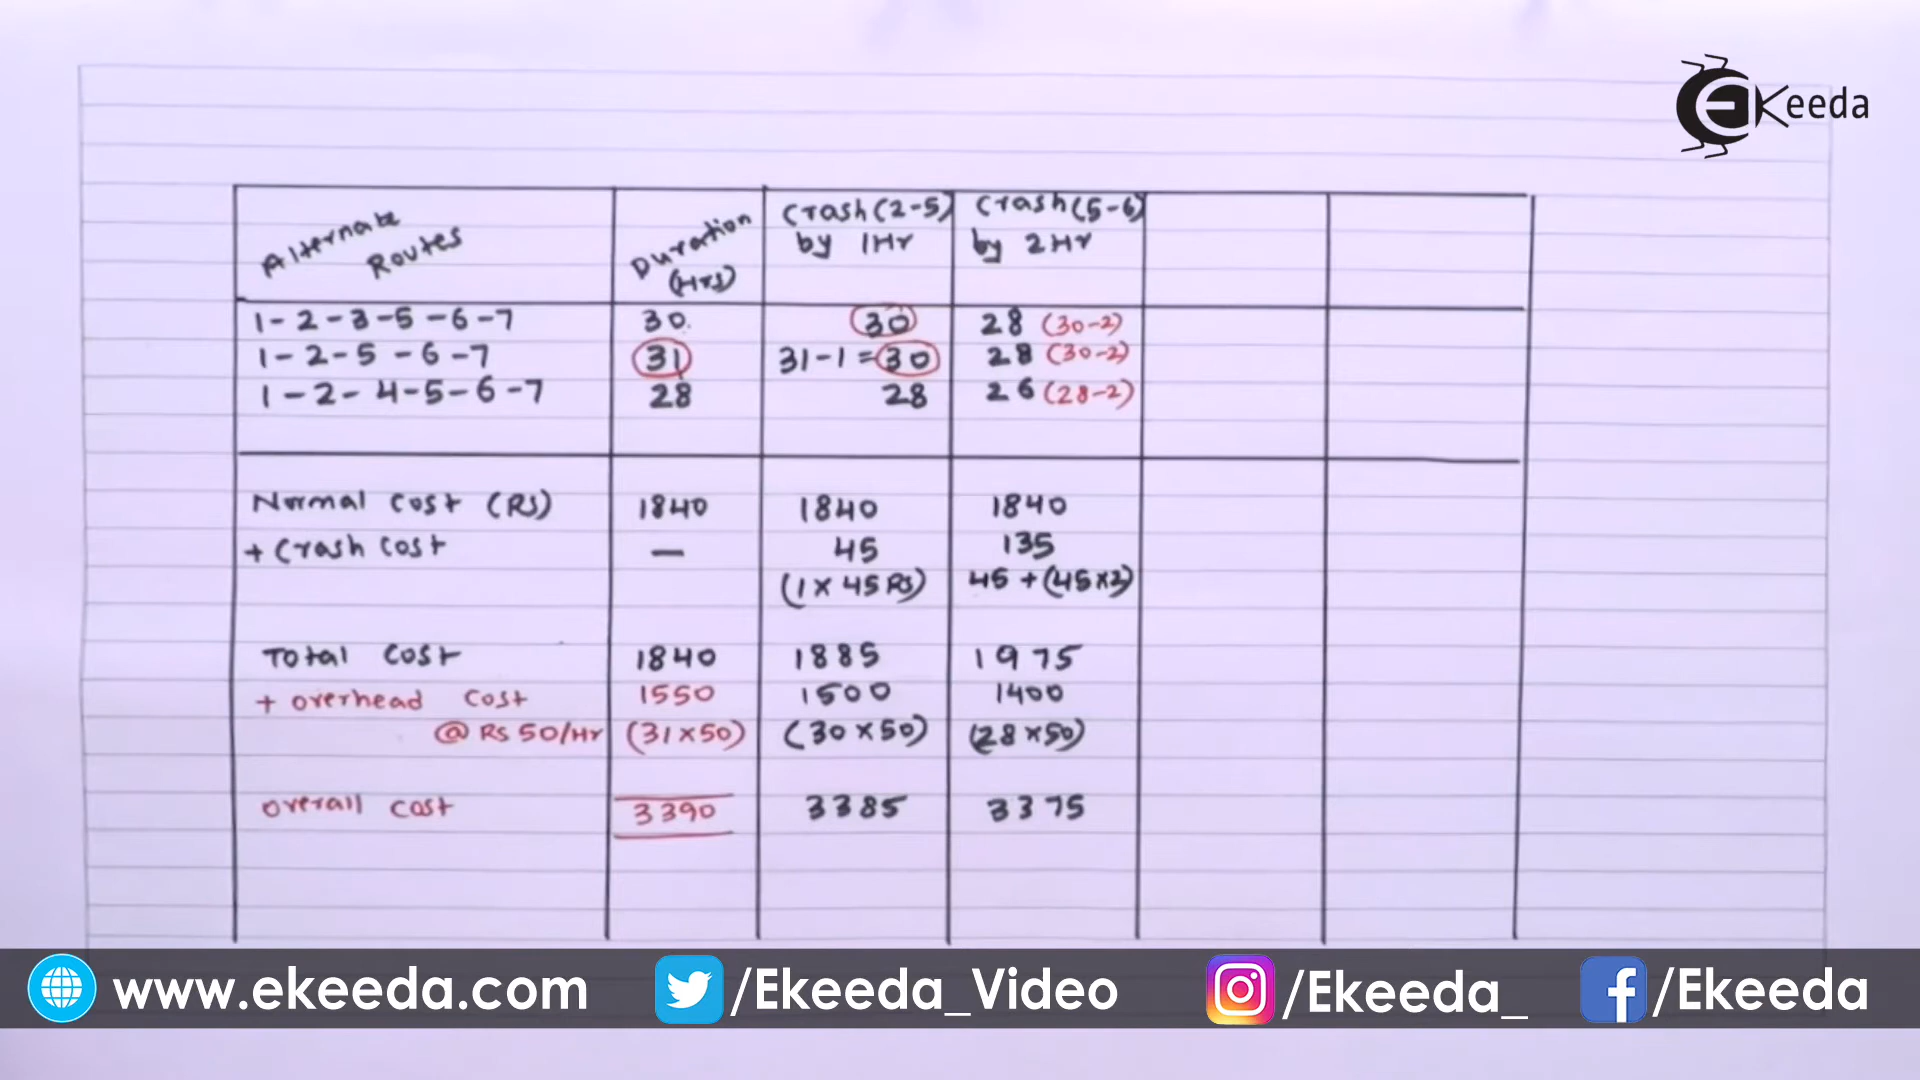 EKeeda
Alternate Routes
Duration (Hrs)
Crash (2-5) by 1Hr
Crash (5-6) by 2Hr
1-2-3-5-6-7 30 30 28 (30-2)
1-2-5-6-7 31 31-1=30 28 (30-2)
1-2-4-5-6-7 28 28 26 (28-2)
Normal cost (Rs) 1840 1840 1840
+ Crash cost — 45 135
(1×45 Rs) 45+(45×2)
Total cost 1840 1885 1975
+ overhead cost 1550 1500 1400
@ RS 50/Hr (31×50) (30×50) (28×50)
overall cost 3390 3385 3375
www.ekeeda.com /Ekeeda_Video /Ekeeda_ /Ekeeda